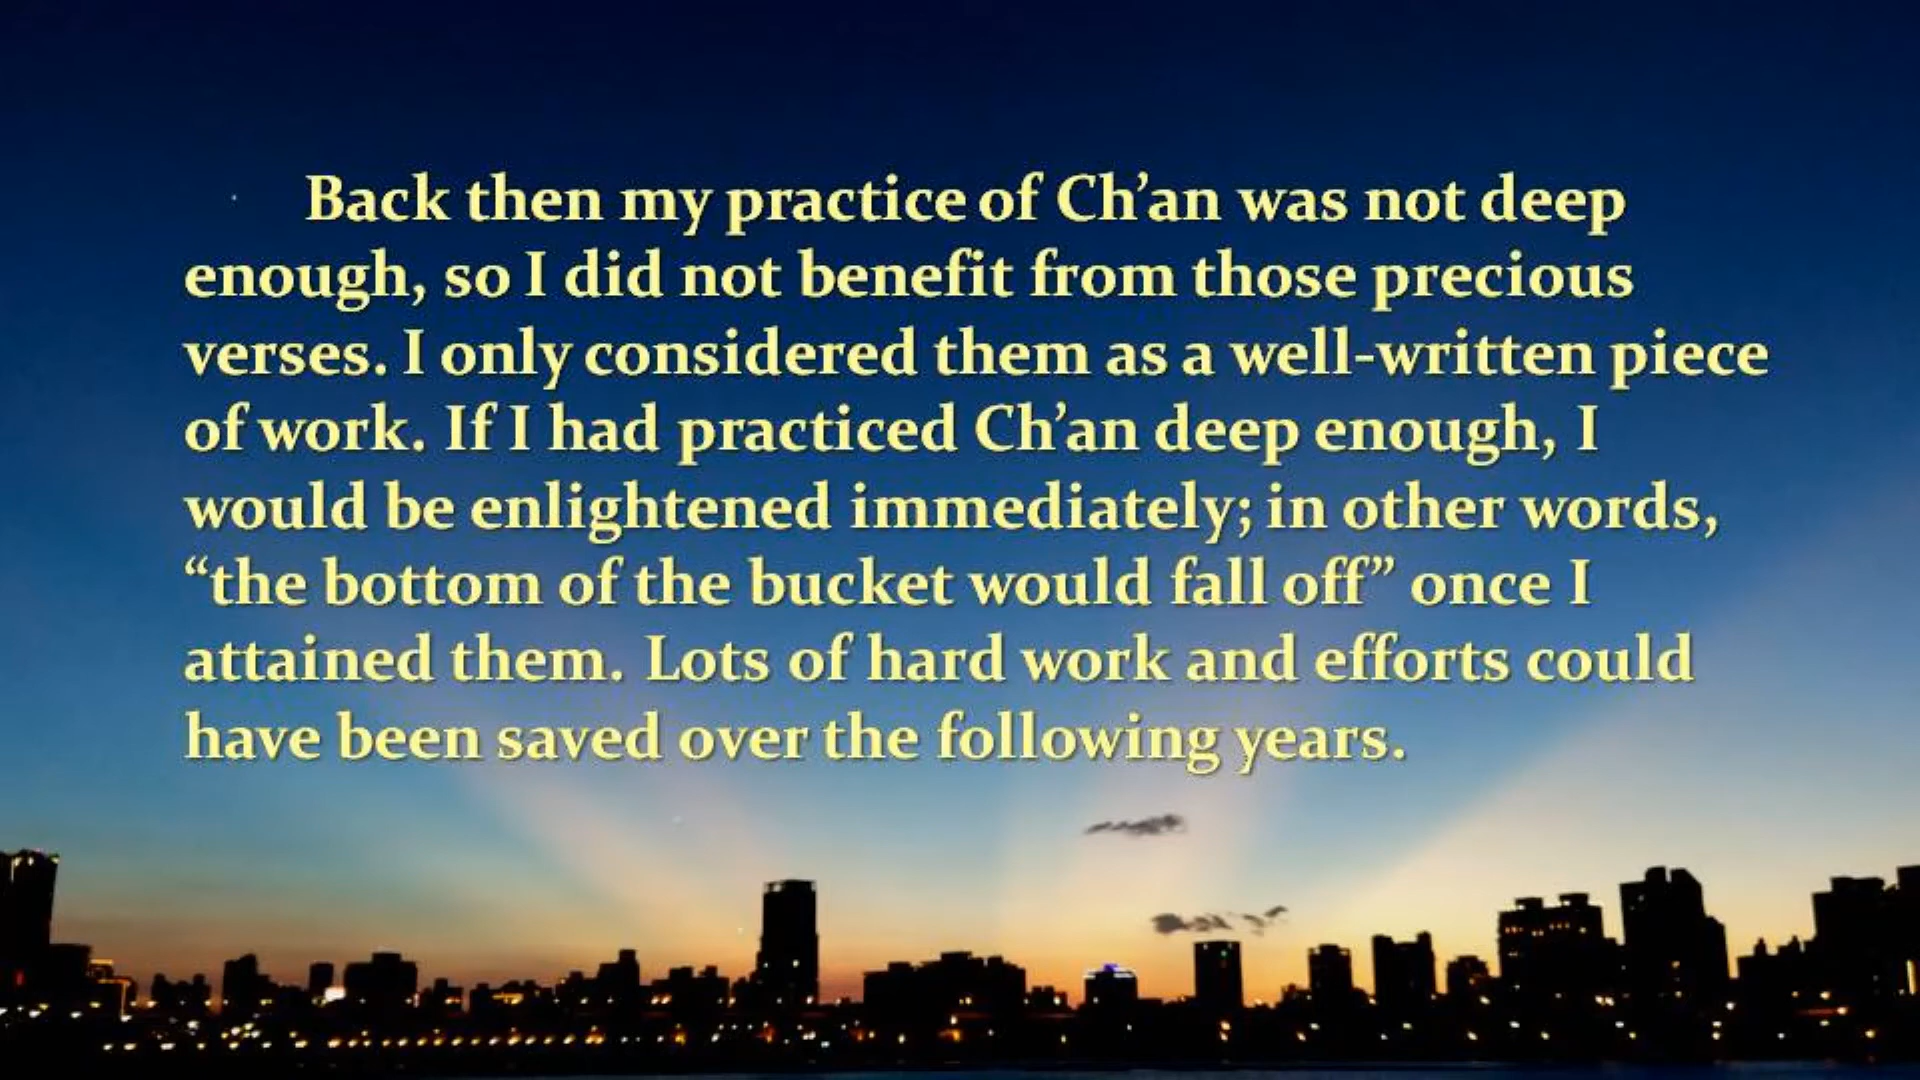 Back then my practice of Ch’an was not deep
enough, so I did not benefit from those precious
verses. I only considered them as a well-written piece
of work. If I had practiced Ch’an deep enough, I
would be enlightened immediately; in other words,
“the bottom of the bucket would fall off” once I
attained them. Lots of hard work and efforts could
have been saved over the following years.